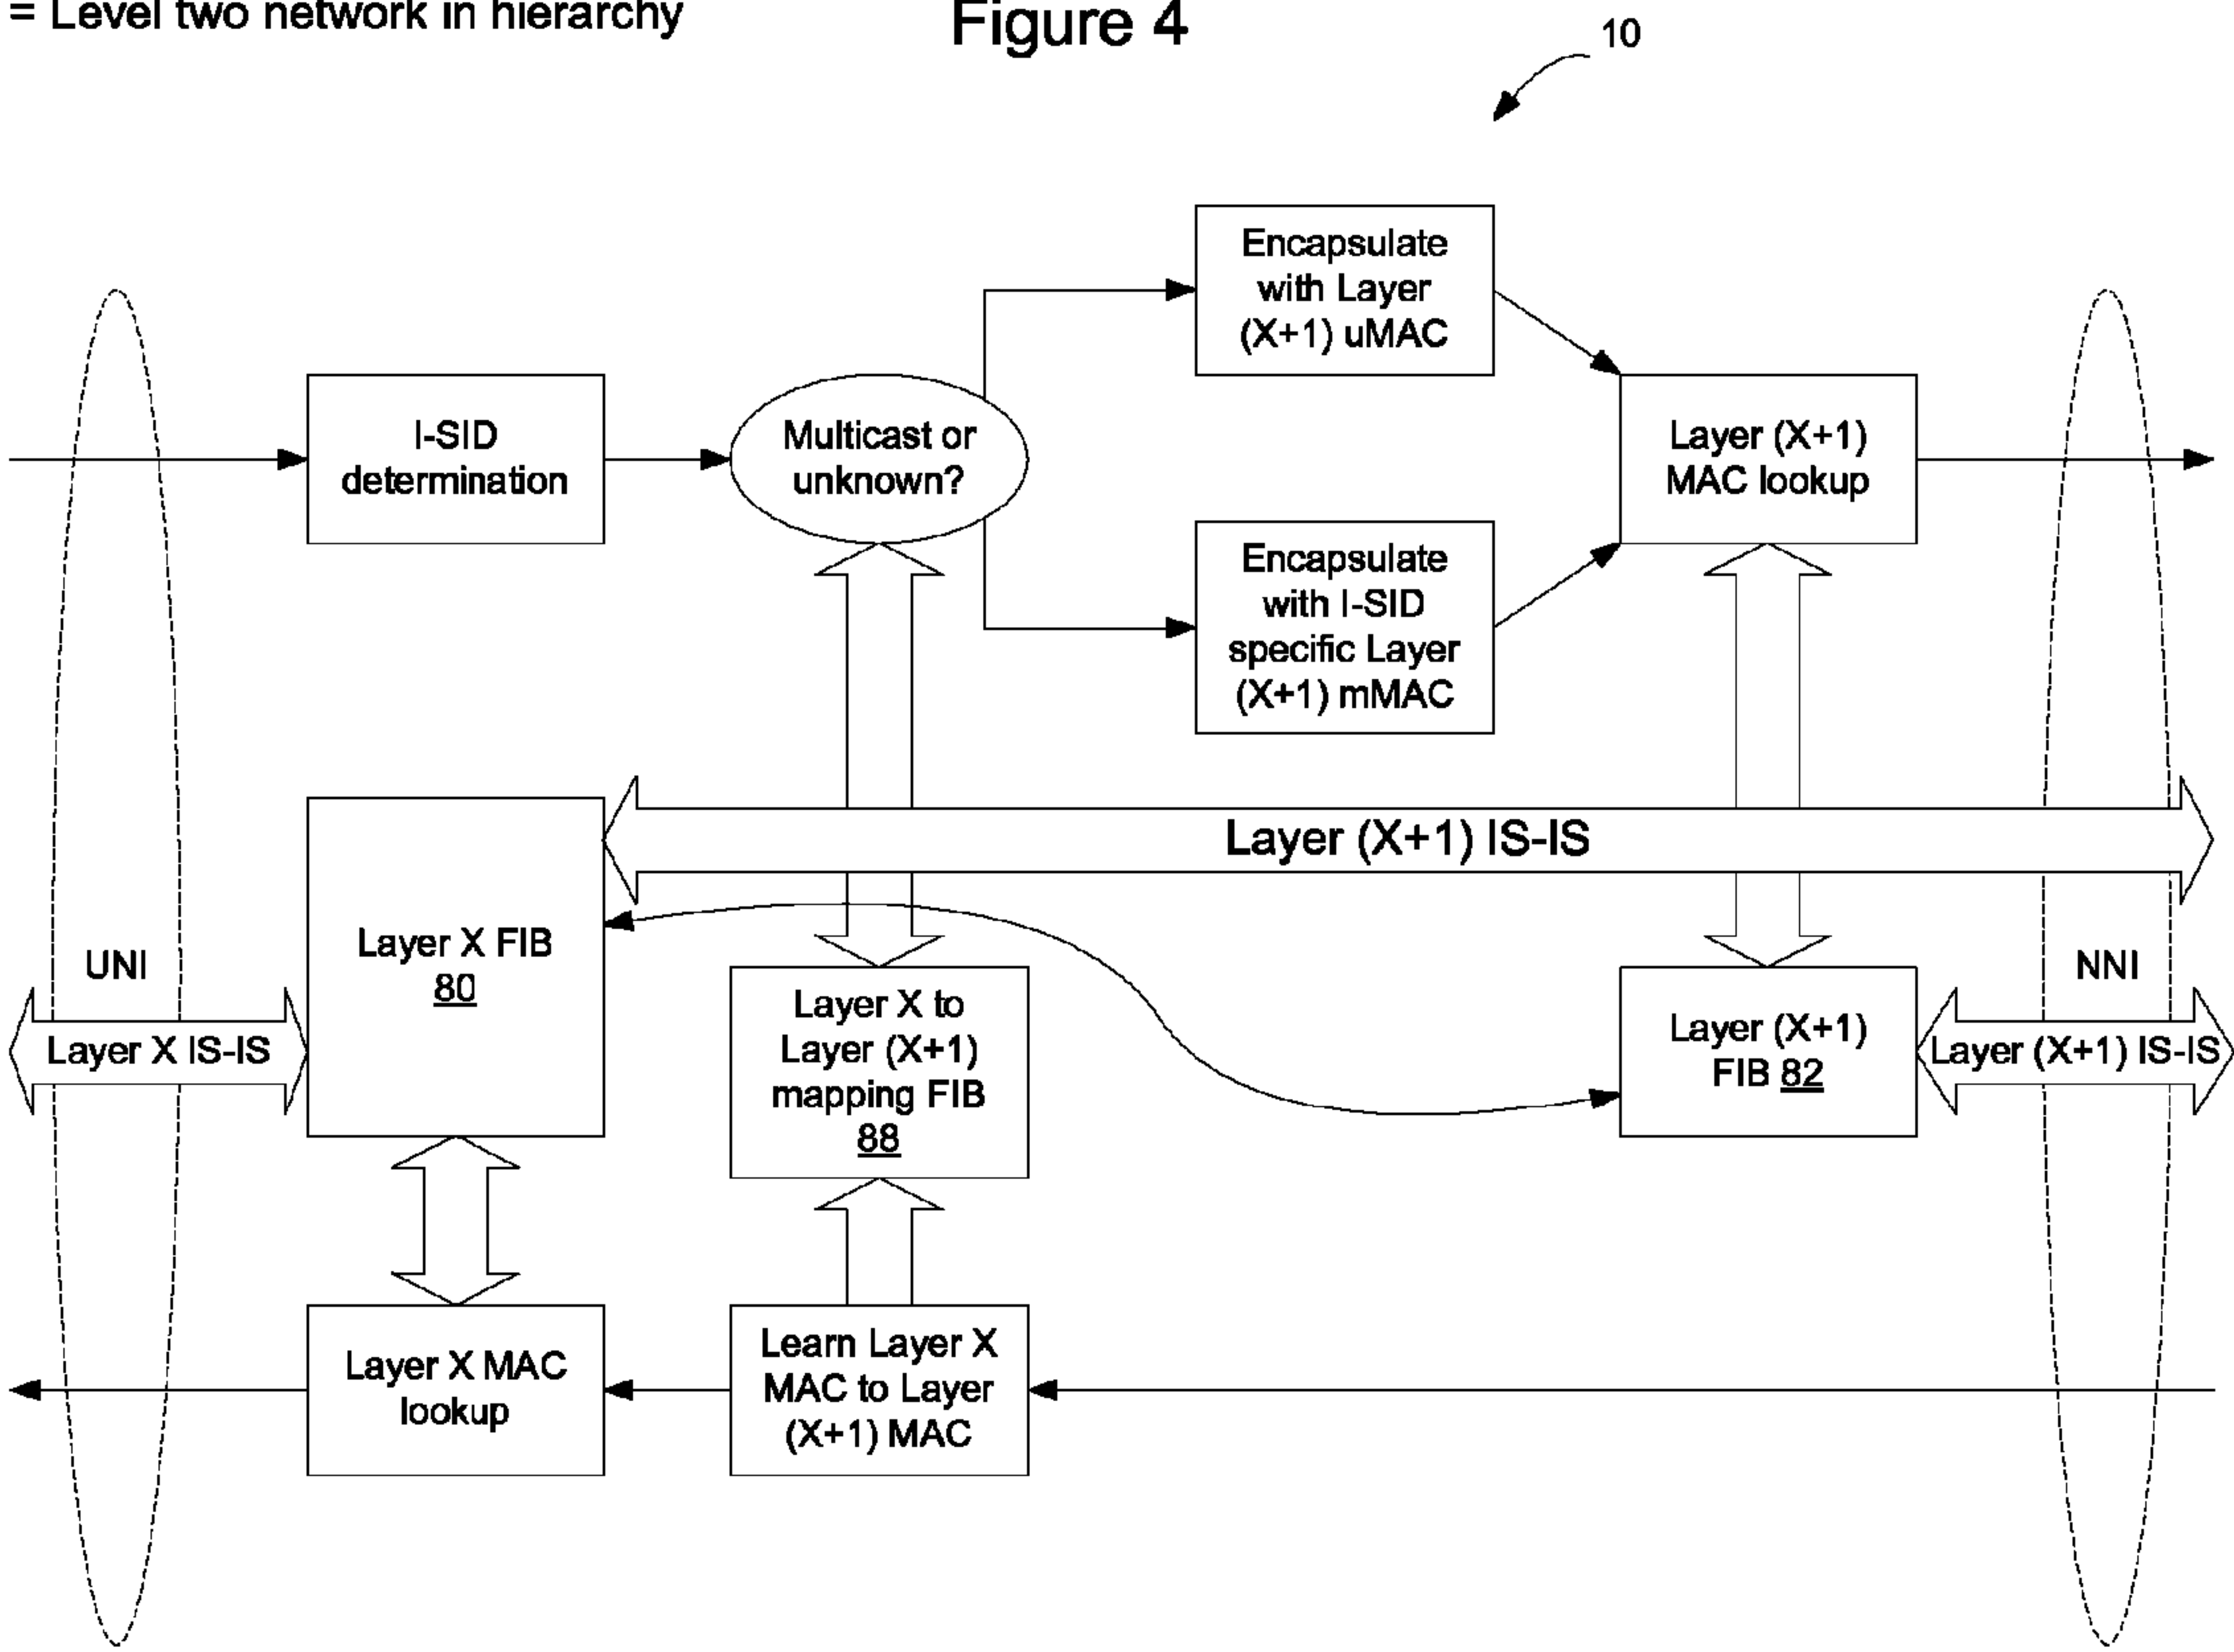 = Level two network in hierarchy
Figure 4
10
Encapsulate
with Layer
(X+1) uMAC
I-SID
determination
Multicast or
unknown?
Layer (X+1)
MAC lookup
Encapsulate
with I-SID
specific Layer
(X+1) mMAC
Layer (X+1) IS-IS
Layer X FIB
80
UNI
NNI
Layer X IS-IS
Layer X to
Layer (X+1)
mapping FIB
88
Layer (X+1)
FIB 82
Layer (X+1) IS-IS
Layer X MAC
lookup
Learn Layer X
MAC to Layer
(X+1) MAC